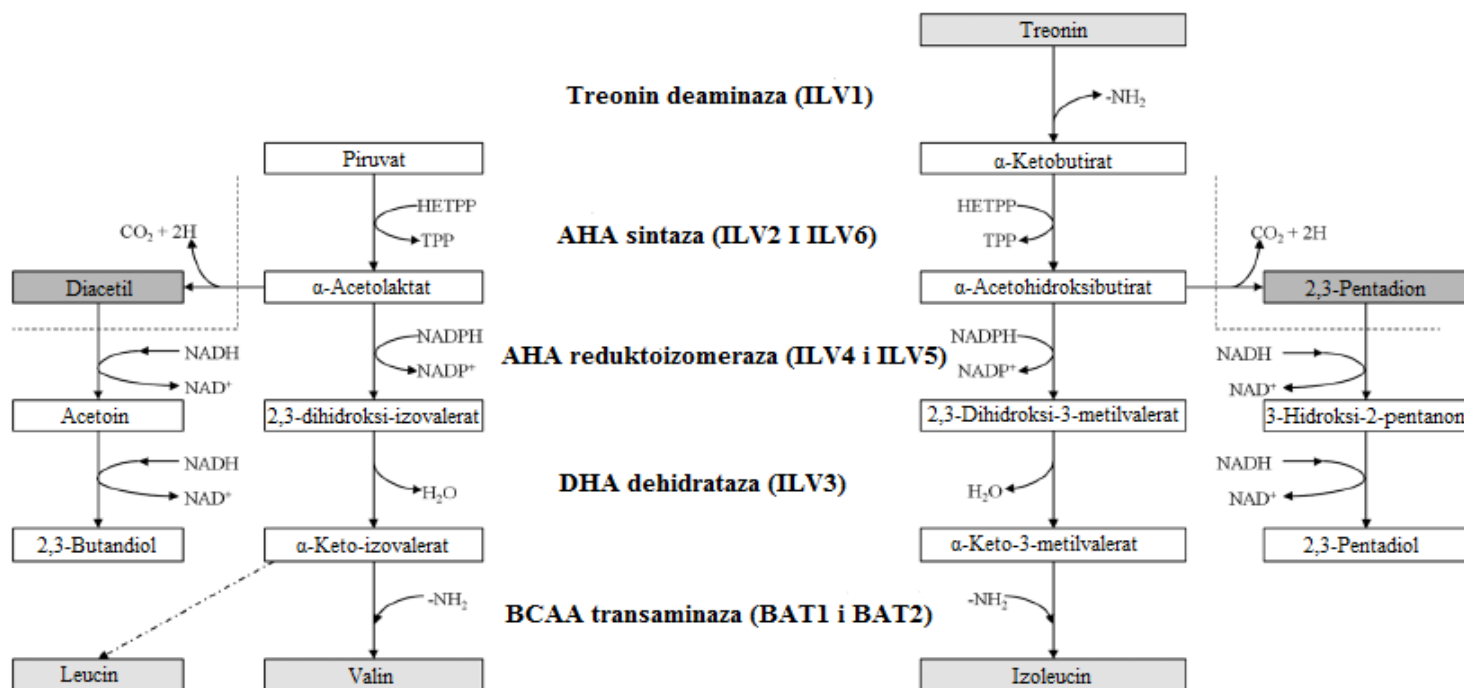 Treonin
Treonin deaminaza (ILV1)
-NH₂
Piruvat
α-Ketobutirat
HETPP
HETPP
CO₂ + 2H
AHA sintaza (ILV2 I ILV6)
CO₂ + 2H
TPP
TPP
Diacetil
α-Acetolaktat
α-Acetohidroksibutirat
2,3-Pentadion
NADPH
NADPH
NADH
AHA reduktoizomeraza (ILV4 i ILV5)
NADH
NADP⁺
NADP⁺
NAD⁺
NAD⁺
Acetoin
2,3-dihidroksi-izovalerat
2,3-Dihidroksi-3-metilvalerat
3-Hidroksi-2-pentanon
NADH
NADH
DHA dehidrataza (ILV3)
NAD⁺
H₂O
H₂O
NAD⁺
2,3-Butandiol
α-Keto-izovalerat
α-Keto-3-metilvalerat
2,3-Pentadiol
-NH₂
-NH₂
BCAA transaminaza (BAT1 i BAT2)
Leucin
Valin
Izoleucin